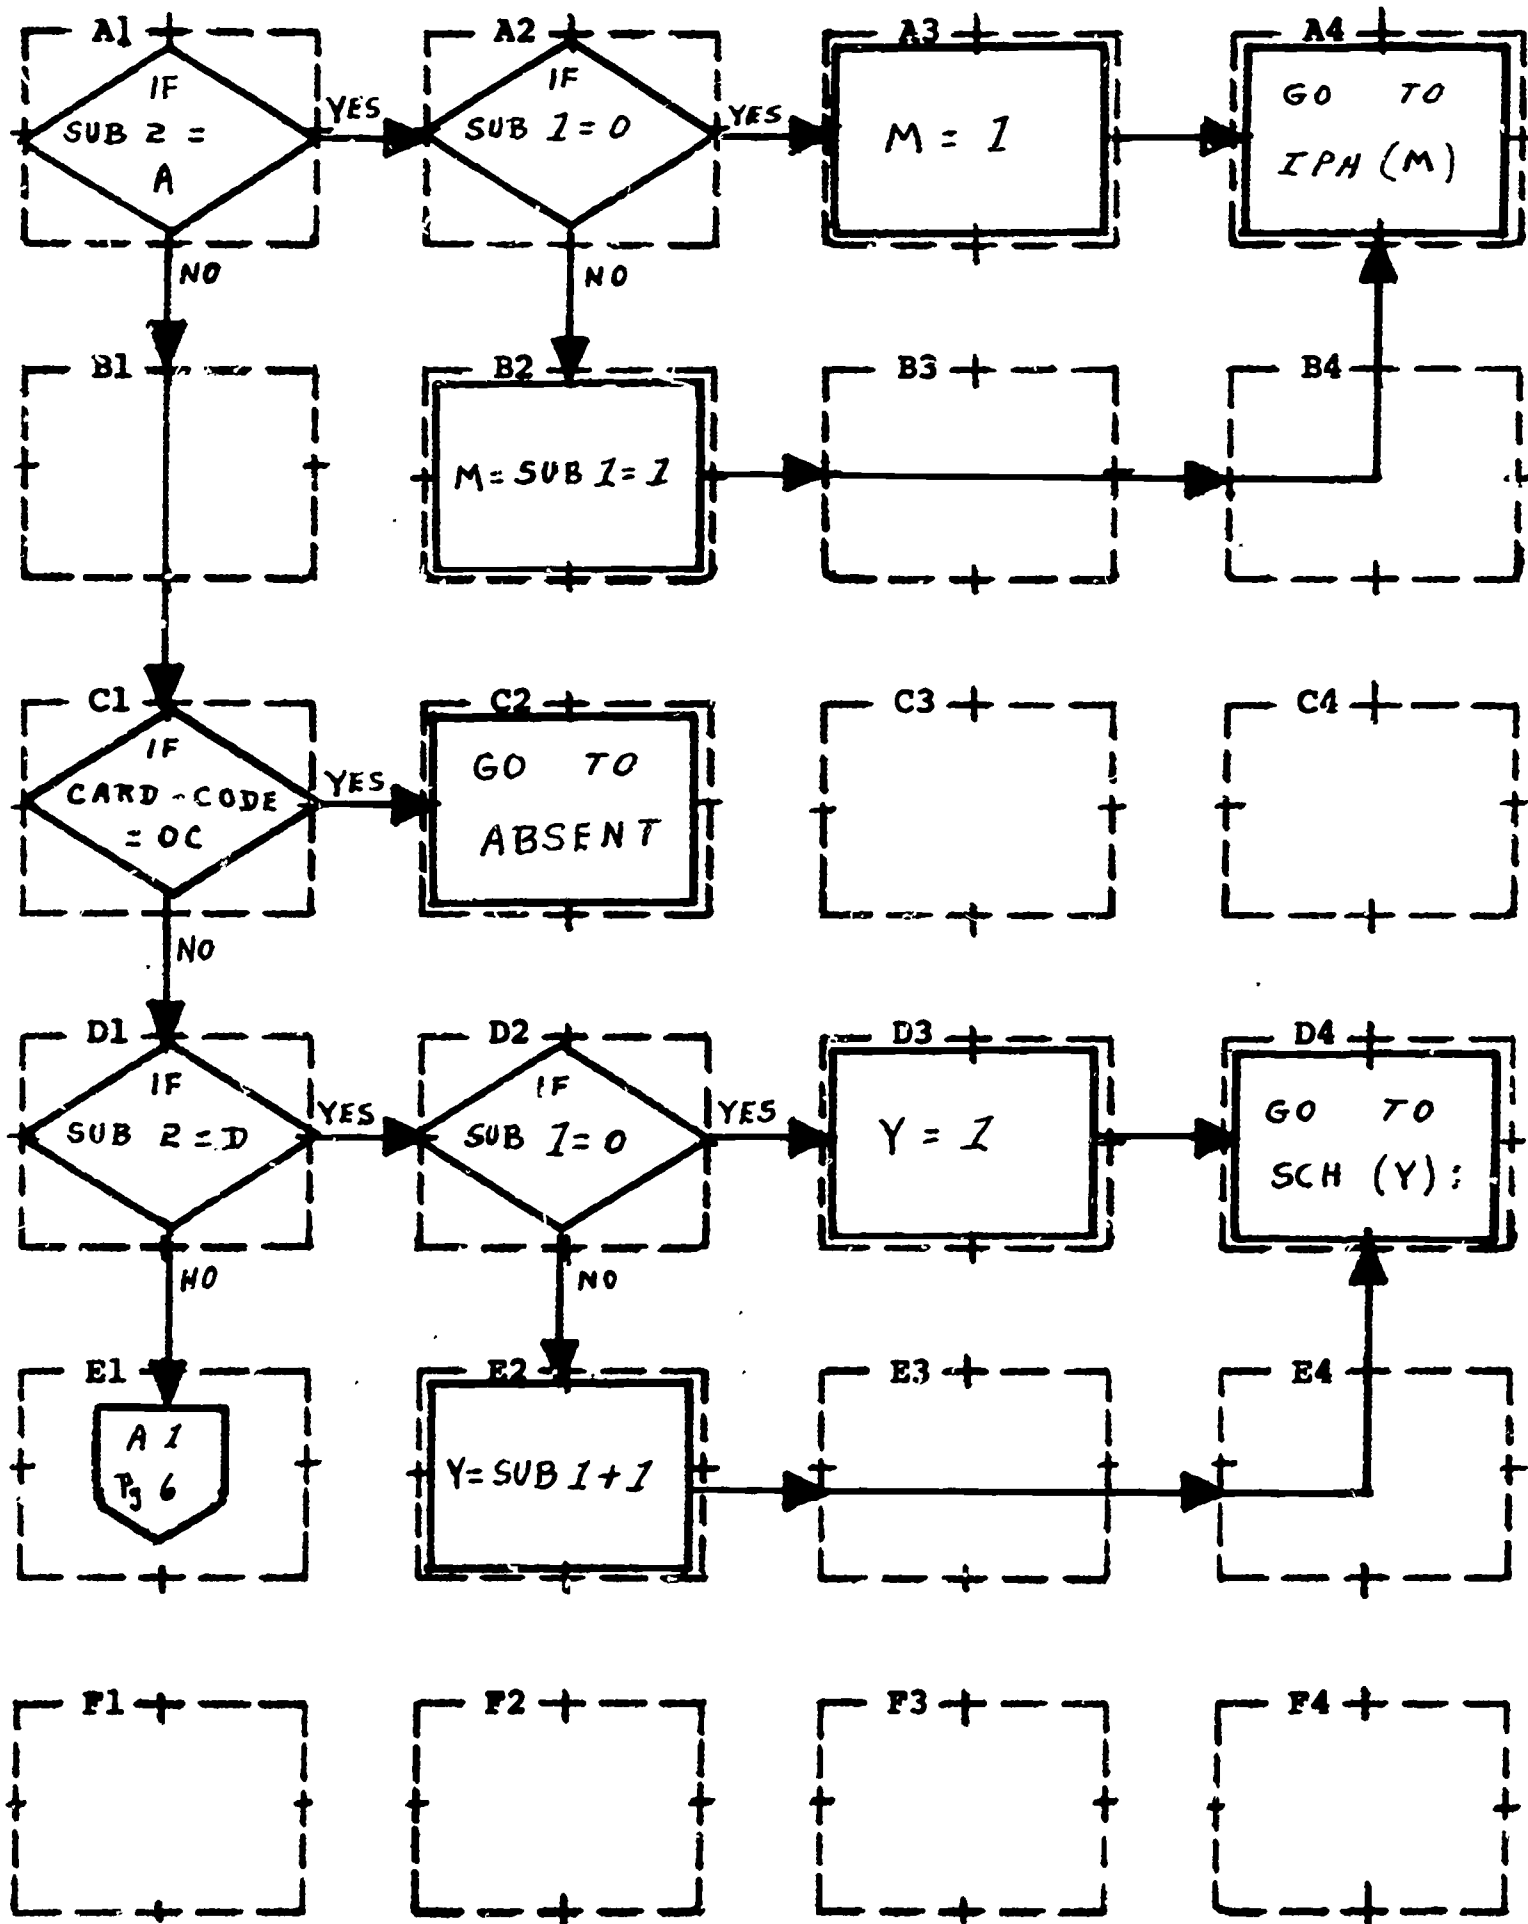 A1
IF
SUB 2 =
A
YES
NO
A2
IF
SUB 1 = 0
YES
NO
A3
M = 1
A4
GO TO
IPH (M)
B1
B2
M = SUB 1 = 1
B3
B4
C1
IF
CARD-CODE
= OC
YES
NO
C2
GO TO
ABSENT
C3
C4
D1
IF
SUB 2 = D
YES
NO
D2
IF
SUB 1 = 0
YES
NO
D3
Y = 1
D4
GO TO
SCH (Y) :
E1
A 1
Pg 6
E2
Y = SUB 1 + 1
E3
E4
F1
F2
F3
F4